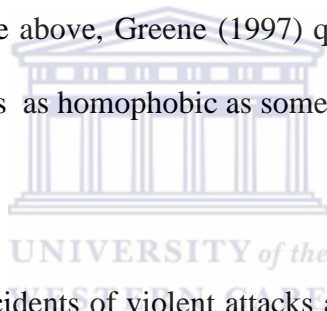 e above, Greene (1997) q
s as homophobic as some
UNIVERSITY of the
cidents of violent attacks a